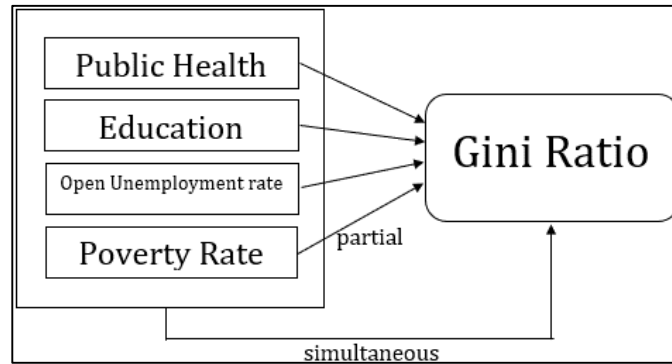 Public Health
Education
Open Unemployment rate
Poverty Rate
Gini Ratio
partial
simultaneous